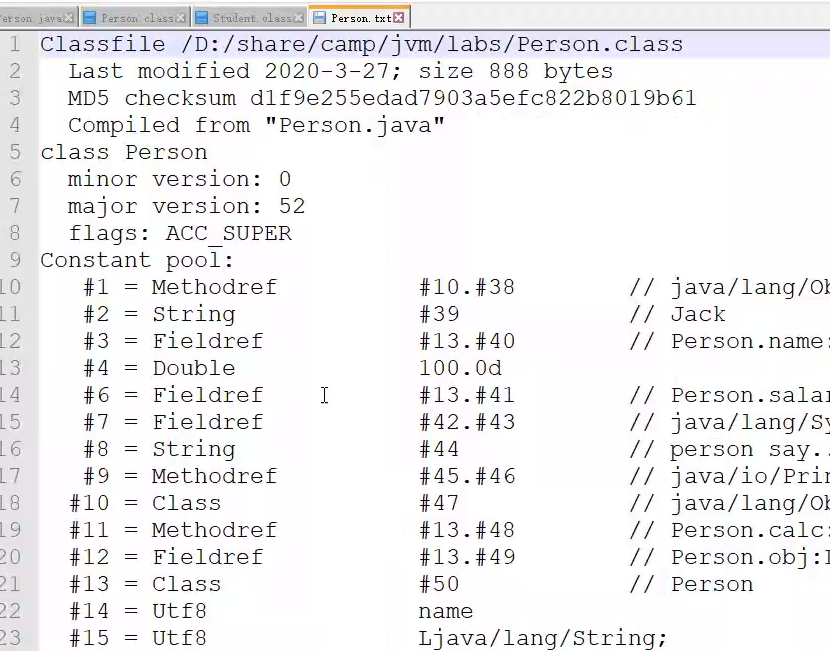 erson.java Person.class Student.class Person.txt
1 Classfile /D:/share/camp/jvm/labs/Person.class
2 Last modified 2020-3-27; size 888 bytes
3 MD5 checksum d1f9e255edad7903a5efc822b8019b61
4 Compiled from "Person.java"
5 class Person
6 minor version: 0
7 major version: 52
8 flags: ACC_SUPER
9 Constant pool:
10 #1 = Methodref #10.#38 // java/lang/Ob
11 #2 = String #39 // Jack
12 #3 = Fieldref #13.#40 // Person.name:
13 #4 = Double 100.0d
14 #6 = Fieldref #13.#41 // Person.salar
15 #7 = Fieldref #42.#43 // java/lang/Sy
16 #8 = String #44 // person say..
17 #9 = Methodref #45.#46 // java/io/Prin
18 #10 = Class #47 // java/lang/Ob
19 #11 = Methodref #13.#48 // Person.calc:
20 #12 = Fieldref #13.#49 // Person.obj:I
21 #13 = Class #50 // Person
22 #14 = Utf8 name
23 #15 = Utf8 Ljava/lang/String;